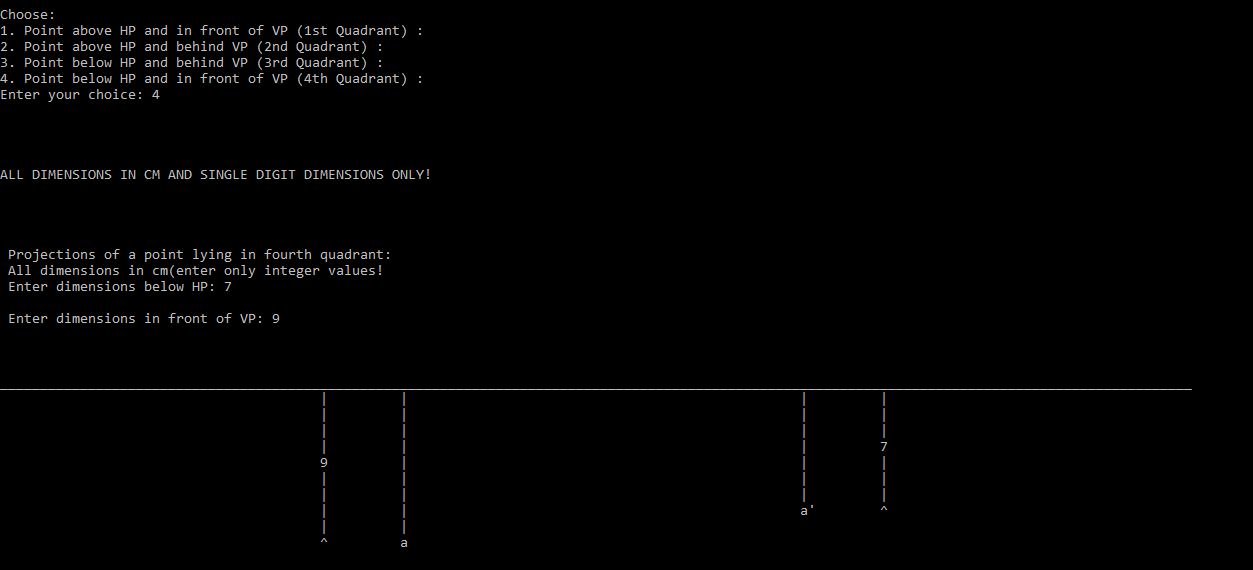 Choose:
1. Point above HP and in front of VP (1st Quadrant) :
2. Point above HP and behind VP (2nd Quadrant) :
3. Point below HP and behind VP (3rd Quadrant) :
4. Point below HP and in front of VP (4th Quadrant) :
Enter your choice: 4
ALL DIMENSIONS IN CM AND SINGLE DIGIT DIMENSIONS ONLY!
Projections of a point lying in fourth quadrant:
All dimensions in cm(enter only integer values!
Enter dimensions below HP: 7
Enter dimensions in front of VP: 9
7
9
a' ^
^ a